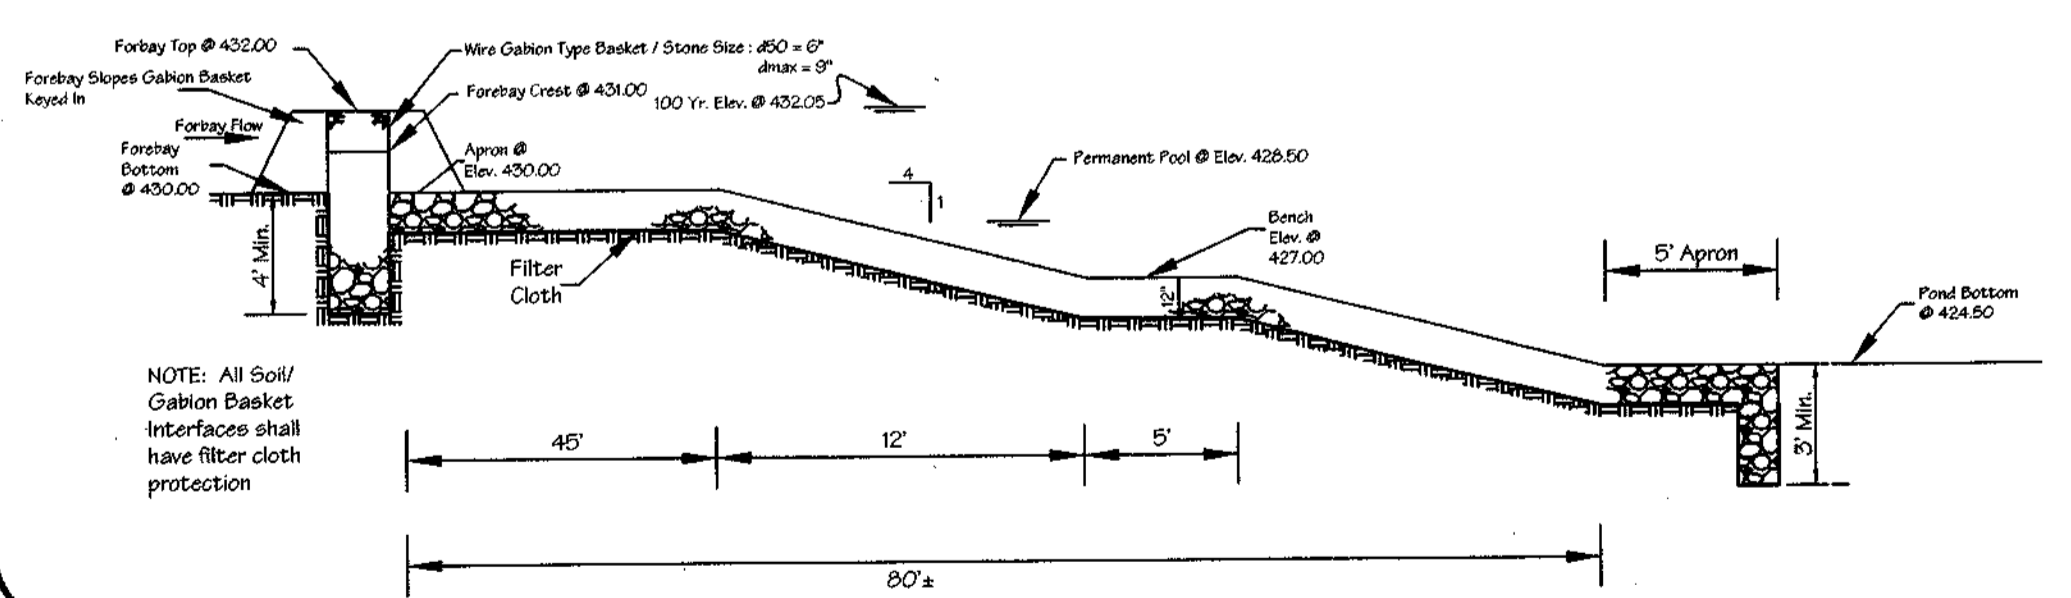 Forbay Top @ 432.00
Forebay Slopes Gabion Basket
Keyed In
Forbay Flow
Forebay
Bottom
@ 430.00
Wire Gabion Type Basket / Stone Size : d50 = 6"
dmax = 9"
Forebay Crest @ 431.00
100 Yr. Elev. @ 432.05
Apron @
Elev. 430.00
Permanent Pool @ Elev. 428.50
4
1
Bench
Elev. @
427.00
5' Apron
Pond Bottom
@ 424.50
4' Min.
Filter
Cloth
12"
3' Min.
NOTE: All Soil/
Gabion Basket
Interfaces shall
have filter cloth
protection
45'
12'
5'
80'±